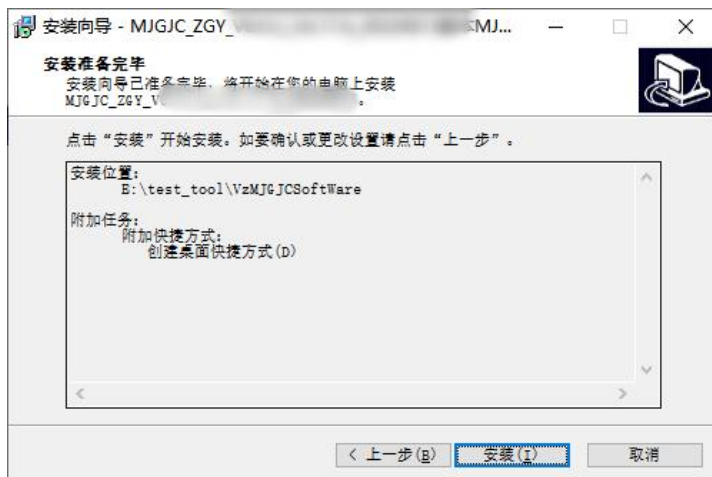 安装向导 - MJGJC_ZGY_ MJ...
安装准备完毕
安装向导已准备完毕，将开始在您的电脑上安装
MJGJC_ZGY_V 。
点击“安装”开始安装。如要确认或更改设置请点击“上一步”。
安装位置：
E:\test_tool\VzMJGJCSoftWare
附加任务：
附加快捷方式：
创建桌面快捷方式(D)
< 上一步(B) 安装(I) 取消